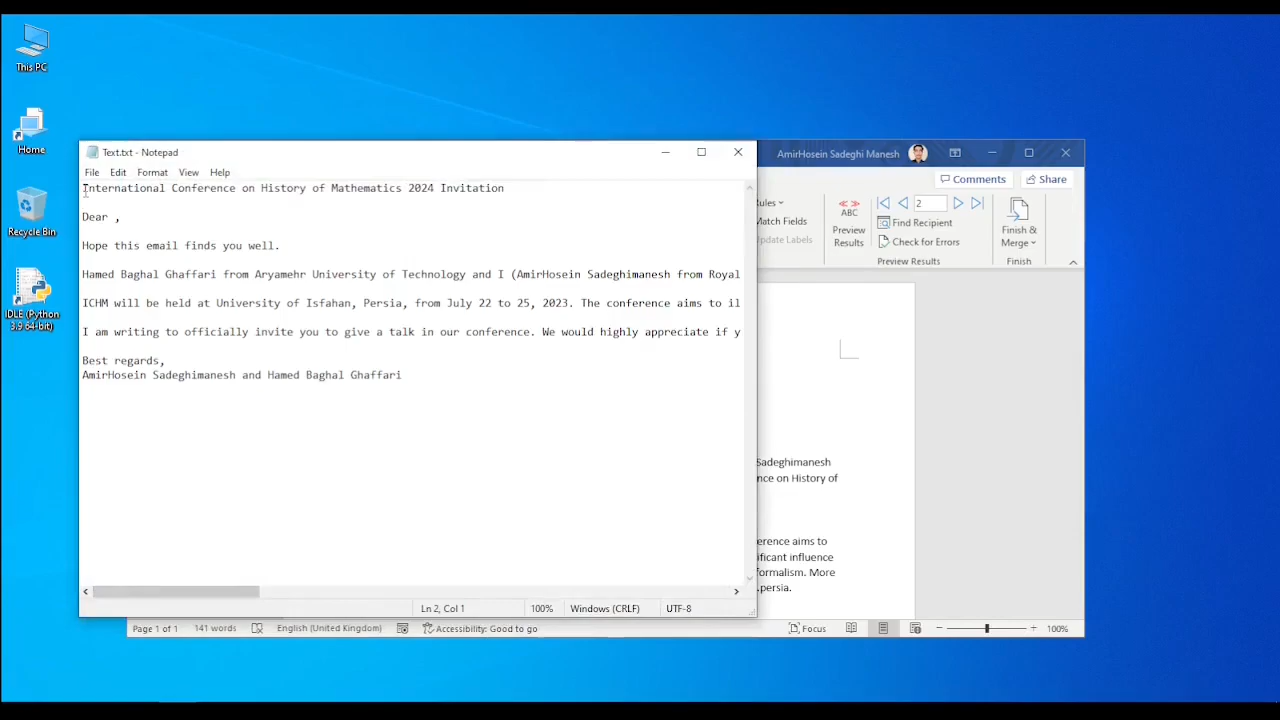 This PC
Home
Recycle Bin
IDLE (Python
3.9 64-bit)
Text.txt - Notepad
File Edit Format View Help
International Conference on History of Mathematics 2024 Invitation
Dear ,
Hope this email finds you well.
Hamed Baghal Ghaffari from Aryamehr University of Technology and I (AmirHosein Sadeghimanesh from Royal
ICHM will be held at University of Isfahan, Persia, from July 22 to 25, 2023. The conference aims to il
I am writing to officially invite you to give a talk in our conference. We would highly appreciate if y
Best regards,
AmirHosein Sadeghimanesh and Hamed Baghal Ghaffari
Ln 2, Col 1 100% Windows (CRLF) UTF-8
AmirHosein Sadeghi Manesh
Comments Share
Rules
Match Fields
Update Labels
ABC
Preview
Results
2
Find Recipient
Check for Errors
Preview Results
Finish &
Merge
Finish
Sadeghimanesh
nce on History of
erence aims to
ificant influence
formalism. More
.persia.
Page 1 of 1 141 words English (United Kingdom) Accessibility: Good to go Focus 100%